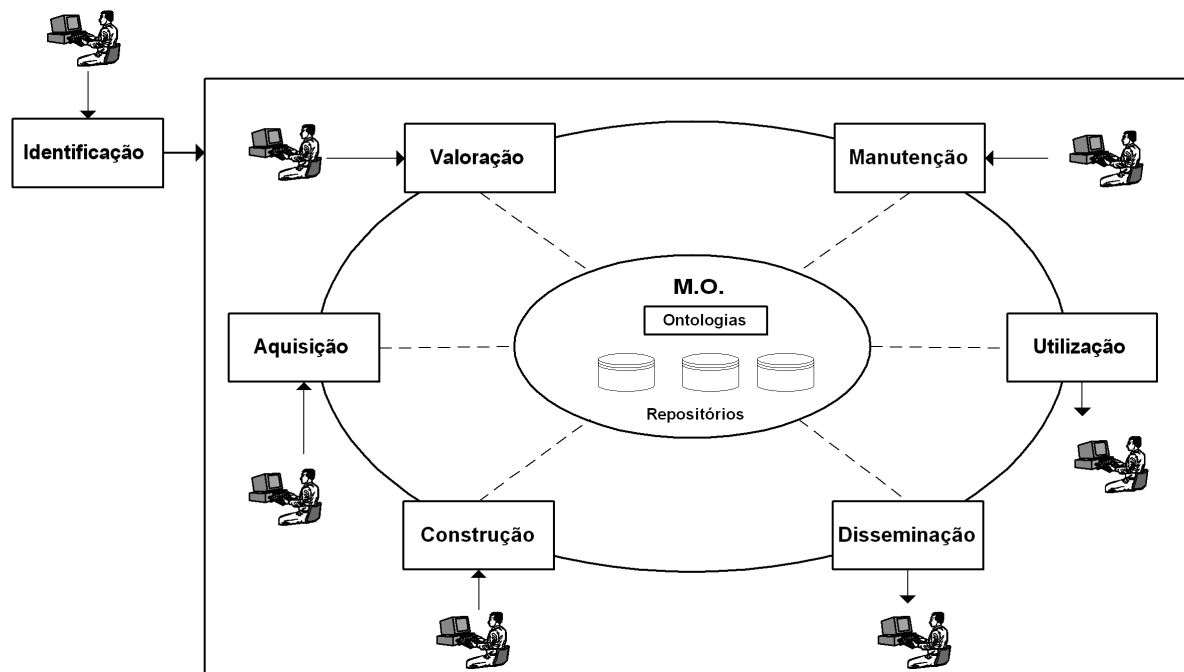 Identificação
Valoração
Manutenção
M.O.
Ontologias
Aquisição
Utilização
Repositórios
Construção
Disseminação